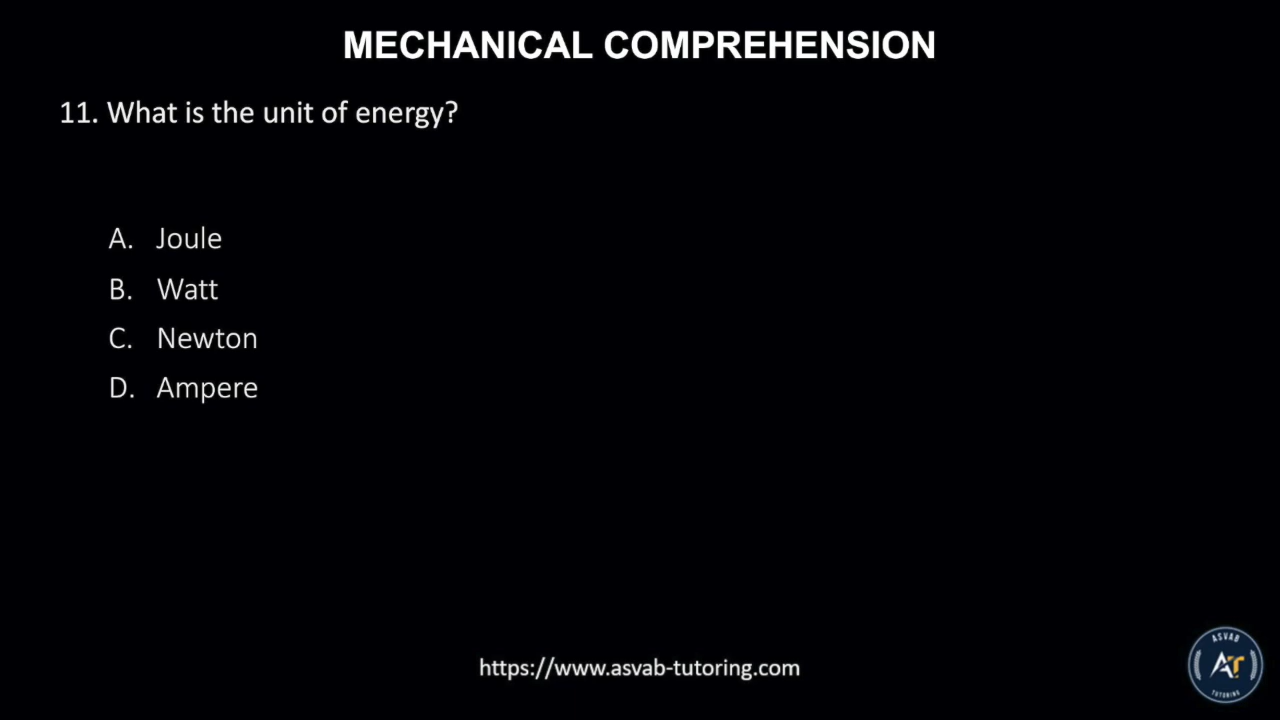 MECHANICAL COMPREHENSION
11. What is the unit of energy?
A. Joule
B. Watt
C. Newton
D. Ampere
https://www.asvab-tutoring.com
ASVAB
AT
TUTORING